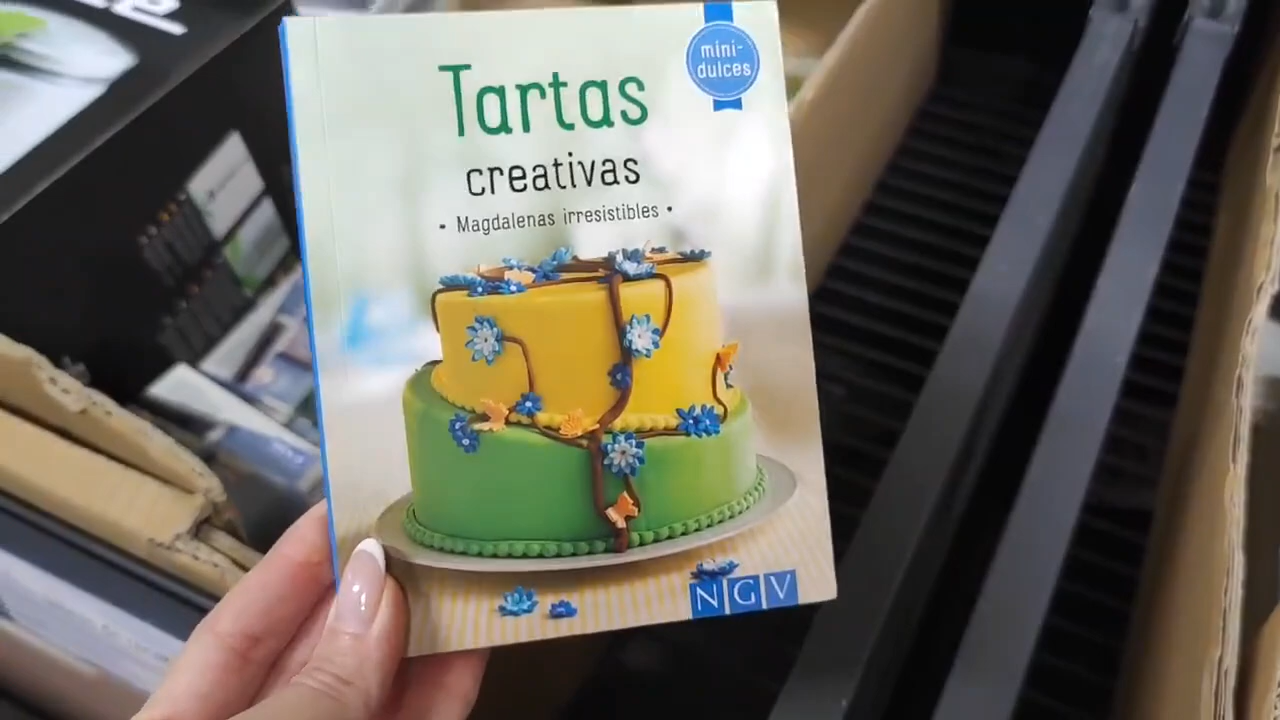 mini-
dulces
Tartas
creativas
• Magdalenas irresistibles •
NGV